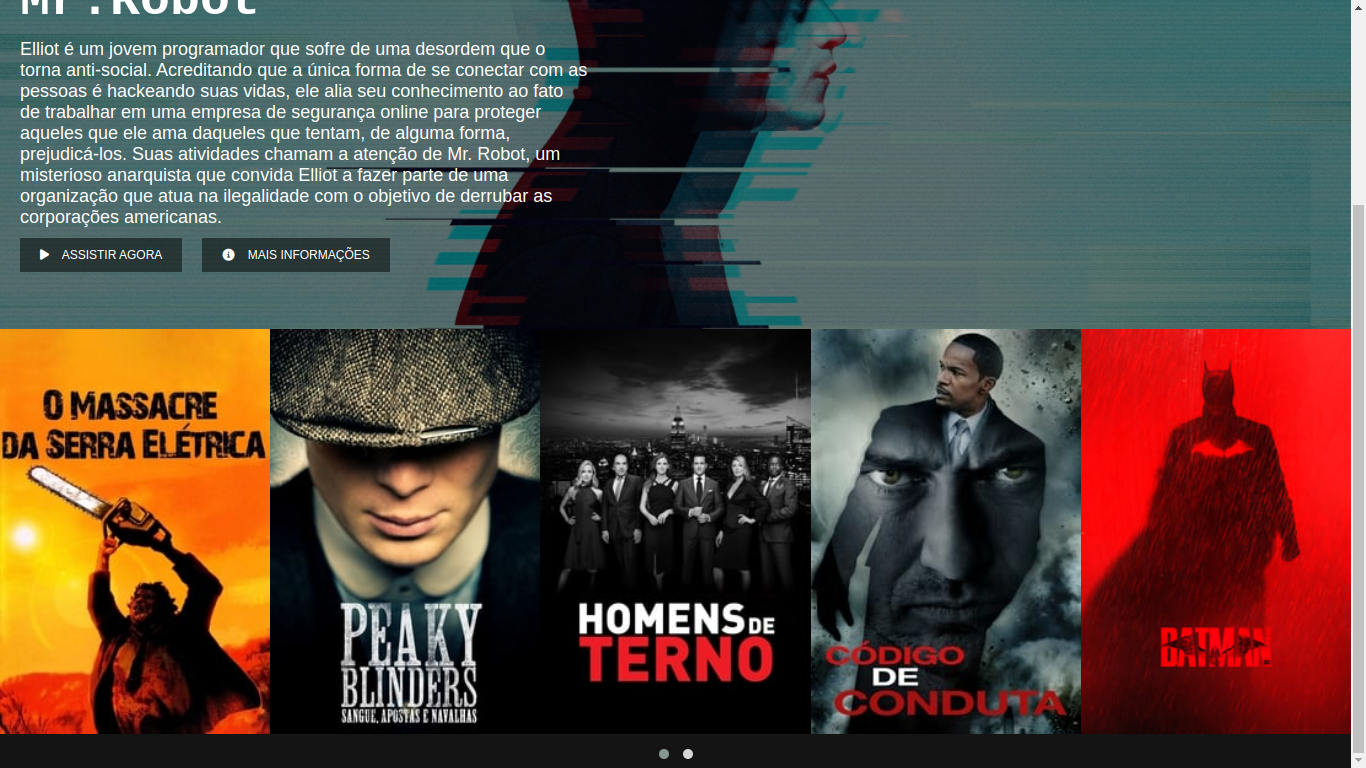 Mr.Robot
Elliot é um jovem programador que sofre de uma desordem que o
torna anti-social. Acreditando que a única forma de se conectar com as
pessoas é hackeando suas vidas, ele alia seu conhecimento ao fato
de trabalhar em uma empresa de segurança online para proteger
aqueles que ele ama daqueles que tentam, de alguma forma,
prejudicá-los. Suas atividades chamam a atenção de Mr. Robot, um
misterioso anarquista que convida Elliot a fazer parte de uma
organização que atua na ilegalidade com o objetivo de derrubar as
corporações americanas.
ASSISTIR AGORA
MAIS INFORMAÇÕES
O MASSACRE
DA SERRA ELÉTRICA
PEAKY
BLINDERS
SANGUE, APOSTAS E NAVALHAS
HOMENS DE
TERNO
CÓDIGO
DE
CONDUTA
BATMAN